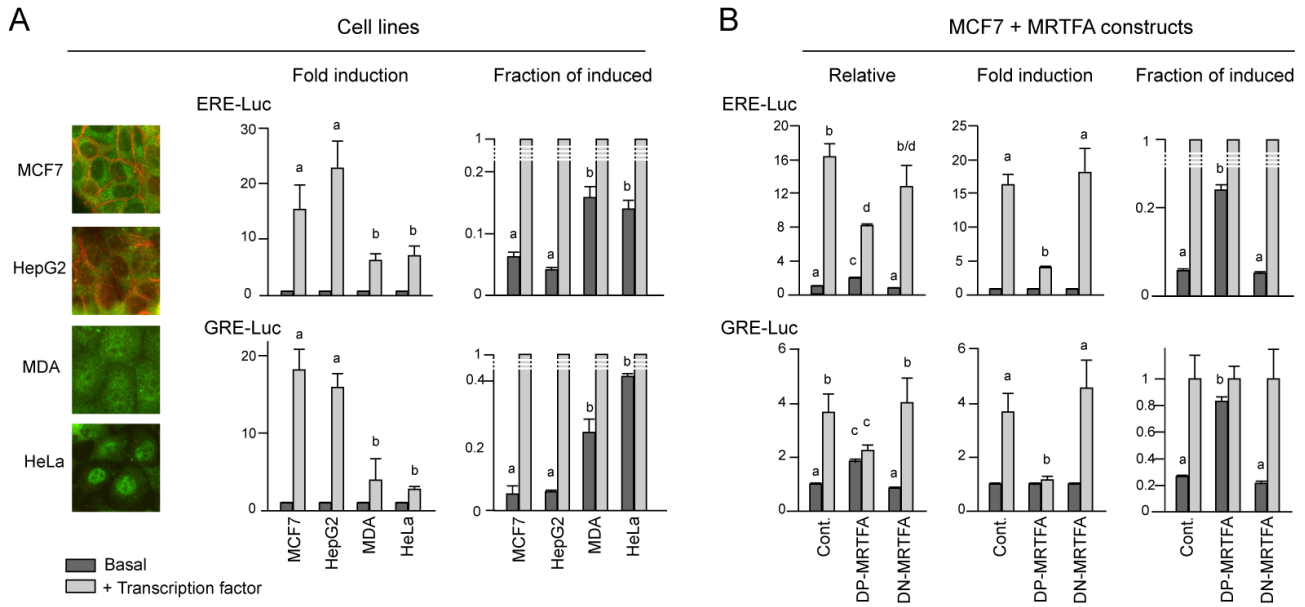 A
Cell lines
Fold induction
Fraction of induced
ERE-Luc
MCF7
HepG2
MDA
HeLa
30
20
10
0
a
a
b
b
1
0.2
0.1
0
a
a
b
b
GRE-Luc
20
10
0
a
a
b
b
MCF7
HepG2
MDA
HeLa
1
0.4
0.2
0
a
a
b
b
MCF7
HepG2
MDA
HeLa
Basal
+ Transcription factor
B
MCF7 + MRTFA constructs
Relative
Fold induction
Fraction of induced
ERE-Luc
20
16
12
8
4
0
a
b
c
d
a
b/d
25
20
15
10
5
0
a
b
a
1
0.2
0
a
b
a
GRE-Luc
6
4
2
0
a
b
c
c
a
b
Cont.
DP-MRTFA
DN-MRTFA
6
4
2
0
a
b
a
Cont.
DP-MRTFA
DN-MRTFA
1
0.8
0.6
0.4
0.2
0
a
b
a
Cont.
DP-MRTFA
DN-MRTFA